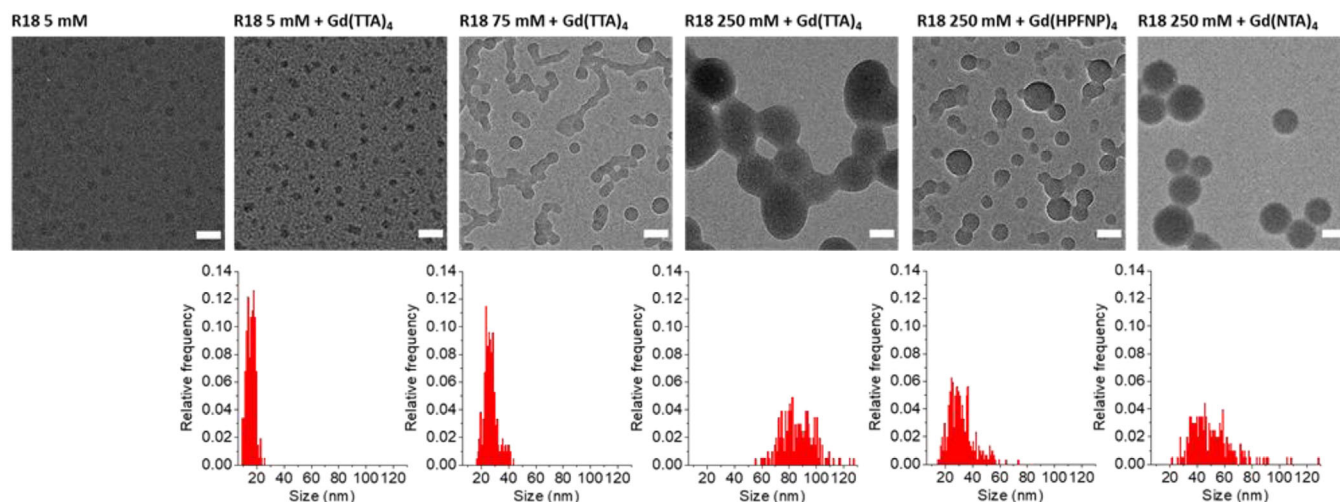 R18 5 mM
R18 5 mM + Gd(TTA)₄
R18 75 mM + Gd(TTA)₄
R18 250 mM + Gd(TTA)₄
R18 250 mM + Gd(HPFNP)₄
R18 250 mM + Gd(NTA)₄
Relative frequency
0.14
0.12
0.10
0.08
0.06
0.04
0.02
0.00
20 40 60 80 100 120
Size (nm)
Relative frequency
0.14
0.12
0.10
0.08
0.06
0.04
0.02
0.00
20 40 60 80 100 120
Size (nm)
Relative frequency
0.14
0.12
0.10
0.08
0.06
0.04
0.02
0.00
20 40 60 80 100 120
Size (nm)
Relative frequency
0.14
0.12
0.10
0.08
0.06
0.04
0.02
0.00
20 40 60 80 100 120
Size (nm)
Relative frequency
0.14
0.12
0.10
0.08
0.06
0.04
0.02
0.00
20 40 60 80 100 120
Size (nm)